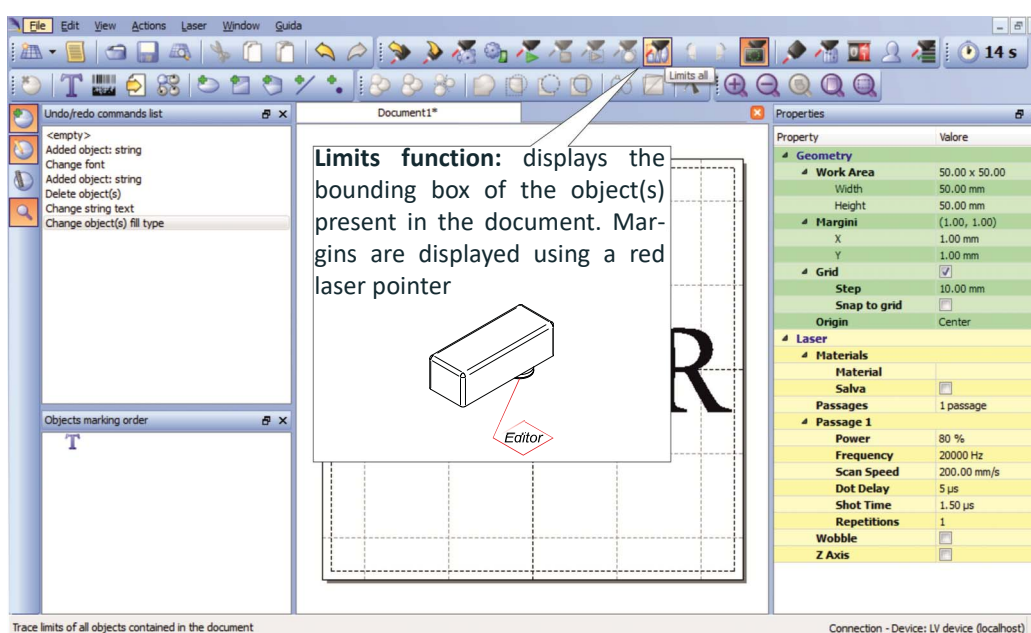 File Edit View Actions Laser Window Guida
14 s
Limits all
Undo/redo commands list
<empty>
Added object: string
Change font
Added object: string
Delete object(s)
Change string text
Change object(s) fill type
Objects marking order
T
Document1*
Limits function: displays the
bounding box of the object(s)
present in the document. Mar-
gins are displayed using a red
laser pointer
Editor
R
Properties
Property Valore
Geometry
Work Area 50.00 x 50.00
Width 50.00 mm
Height 50.00 mm
Margini (1.00, 1.00)
X 1.00 mm
Y 1.00 mm
Grid
Step 10.00 mm
Snap to grid
Origin Center
Laser
Materials
Material
Salva
Passages 1 passage
Passage 1
Power 80 %
Frequency 20000 Hz
Scan Speed 200.00 mm/s
Dot Delay 5 µs
Shot Time 1.50 µs
Repetitions 1
Wobble
Z Axis
Trace limits of all objects contained in the document
Connection - Device: LV device (localhost)